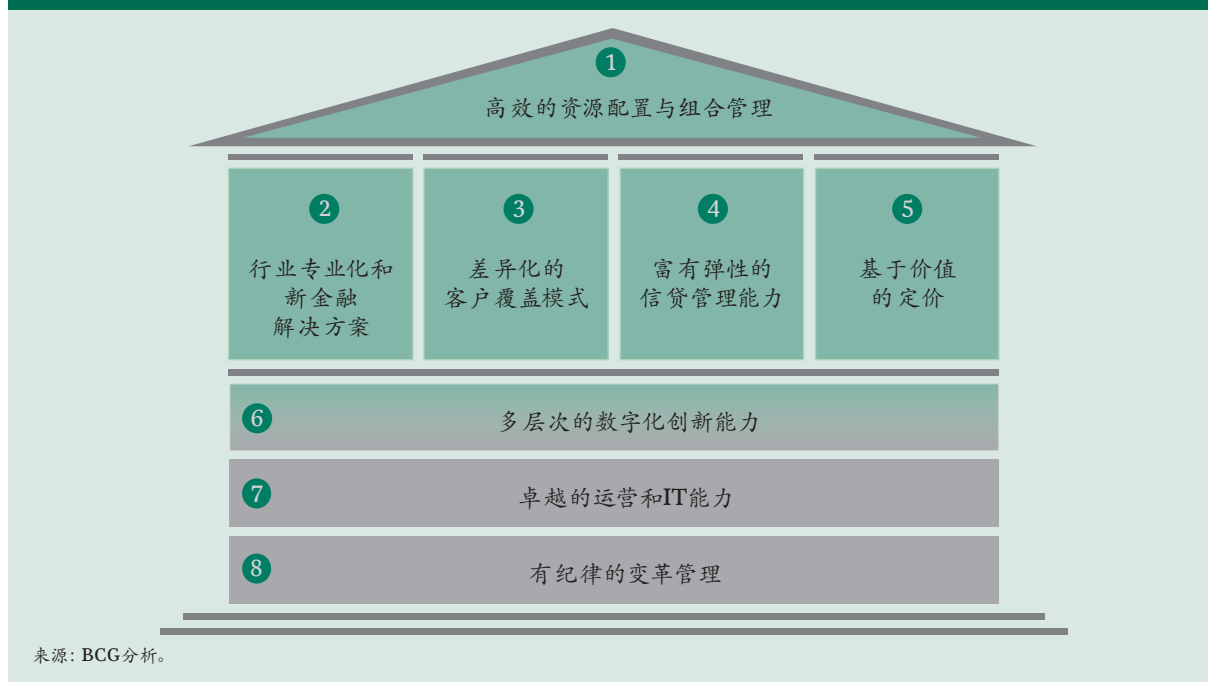 1
高效的资源配置与组合管理
2
行业专业化和
新金融
解决方案
3
差异化的
客户覆盖模式
4
富有弹性的
信贷管理能力
5
基于价值
的定价
6
多层次的数字化创新能力
7
卓越的运营和IT能力
8
有纪律的变革管理
来源：BCG分析。